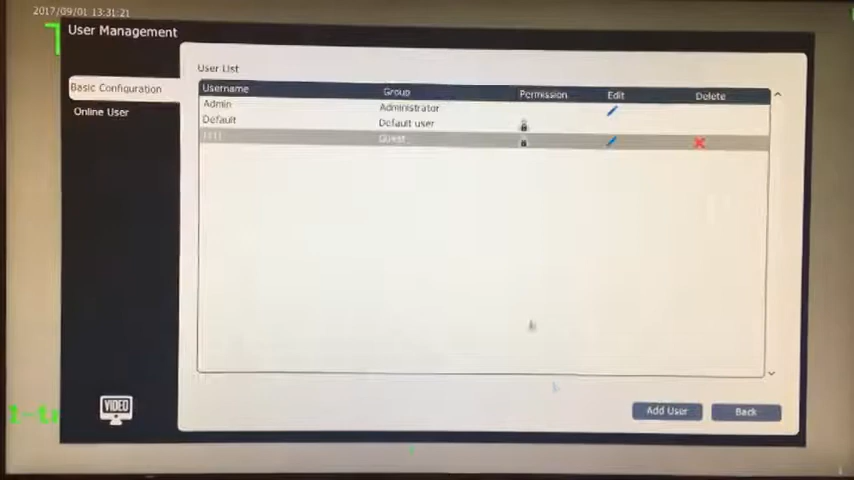 2017/09/01 13:31:21
User Management
User List
Basic Configuration
Online User
Username Group Permission Edit Delete
Admin Administrator
Default Default user
Guest
VIDEO
Add User Back